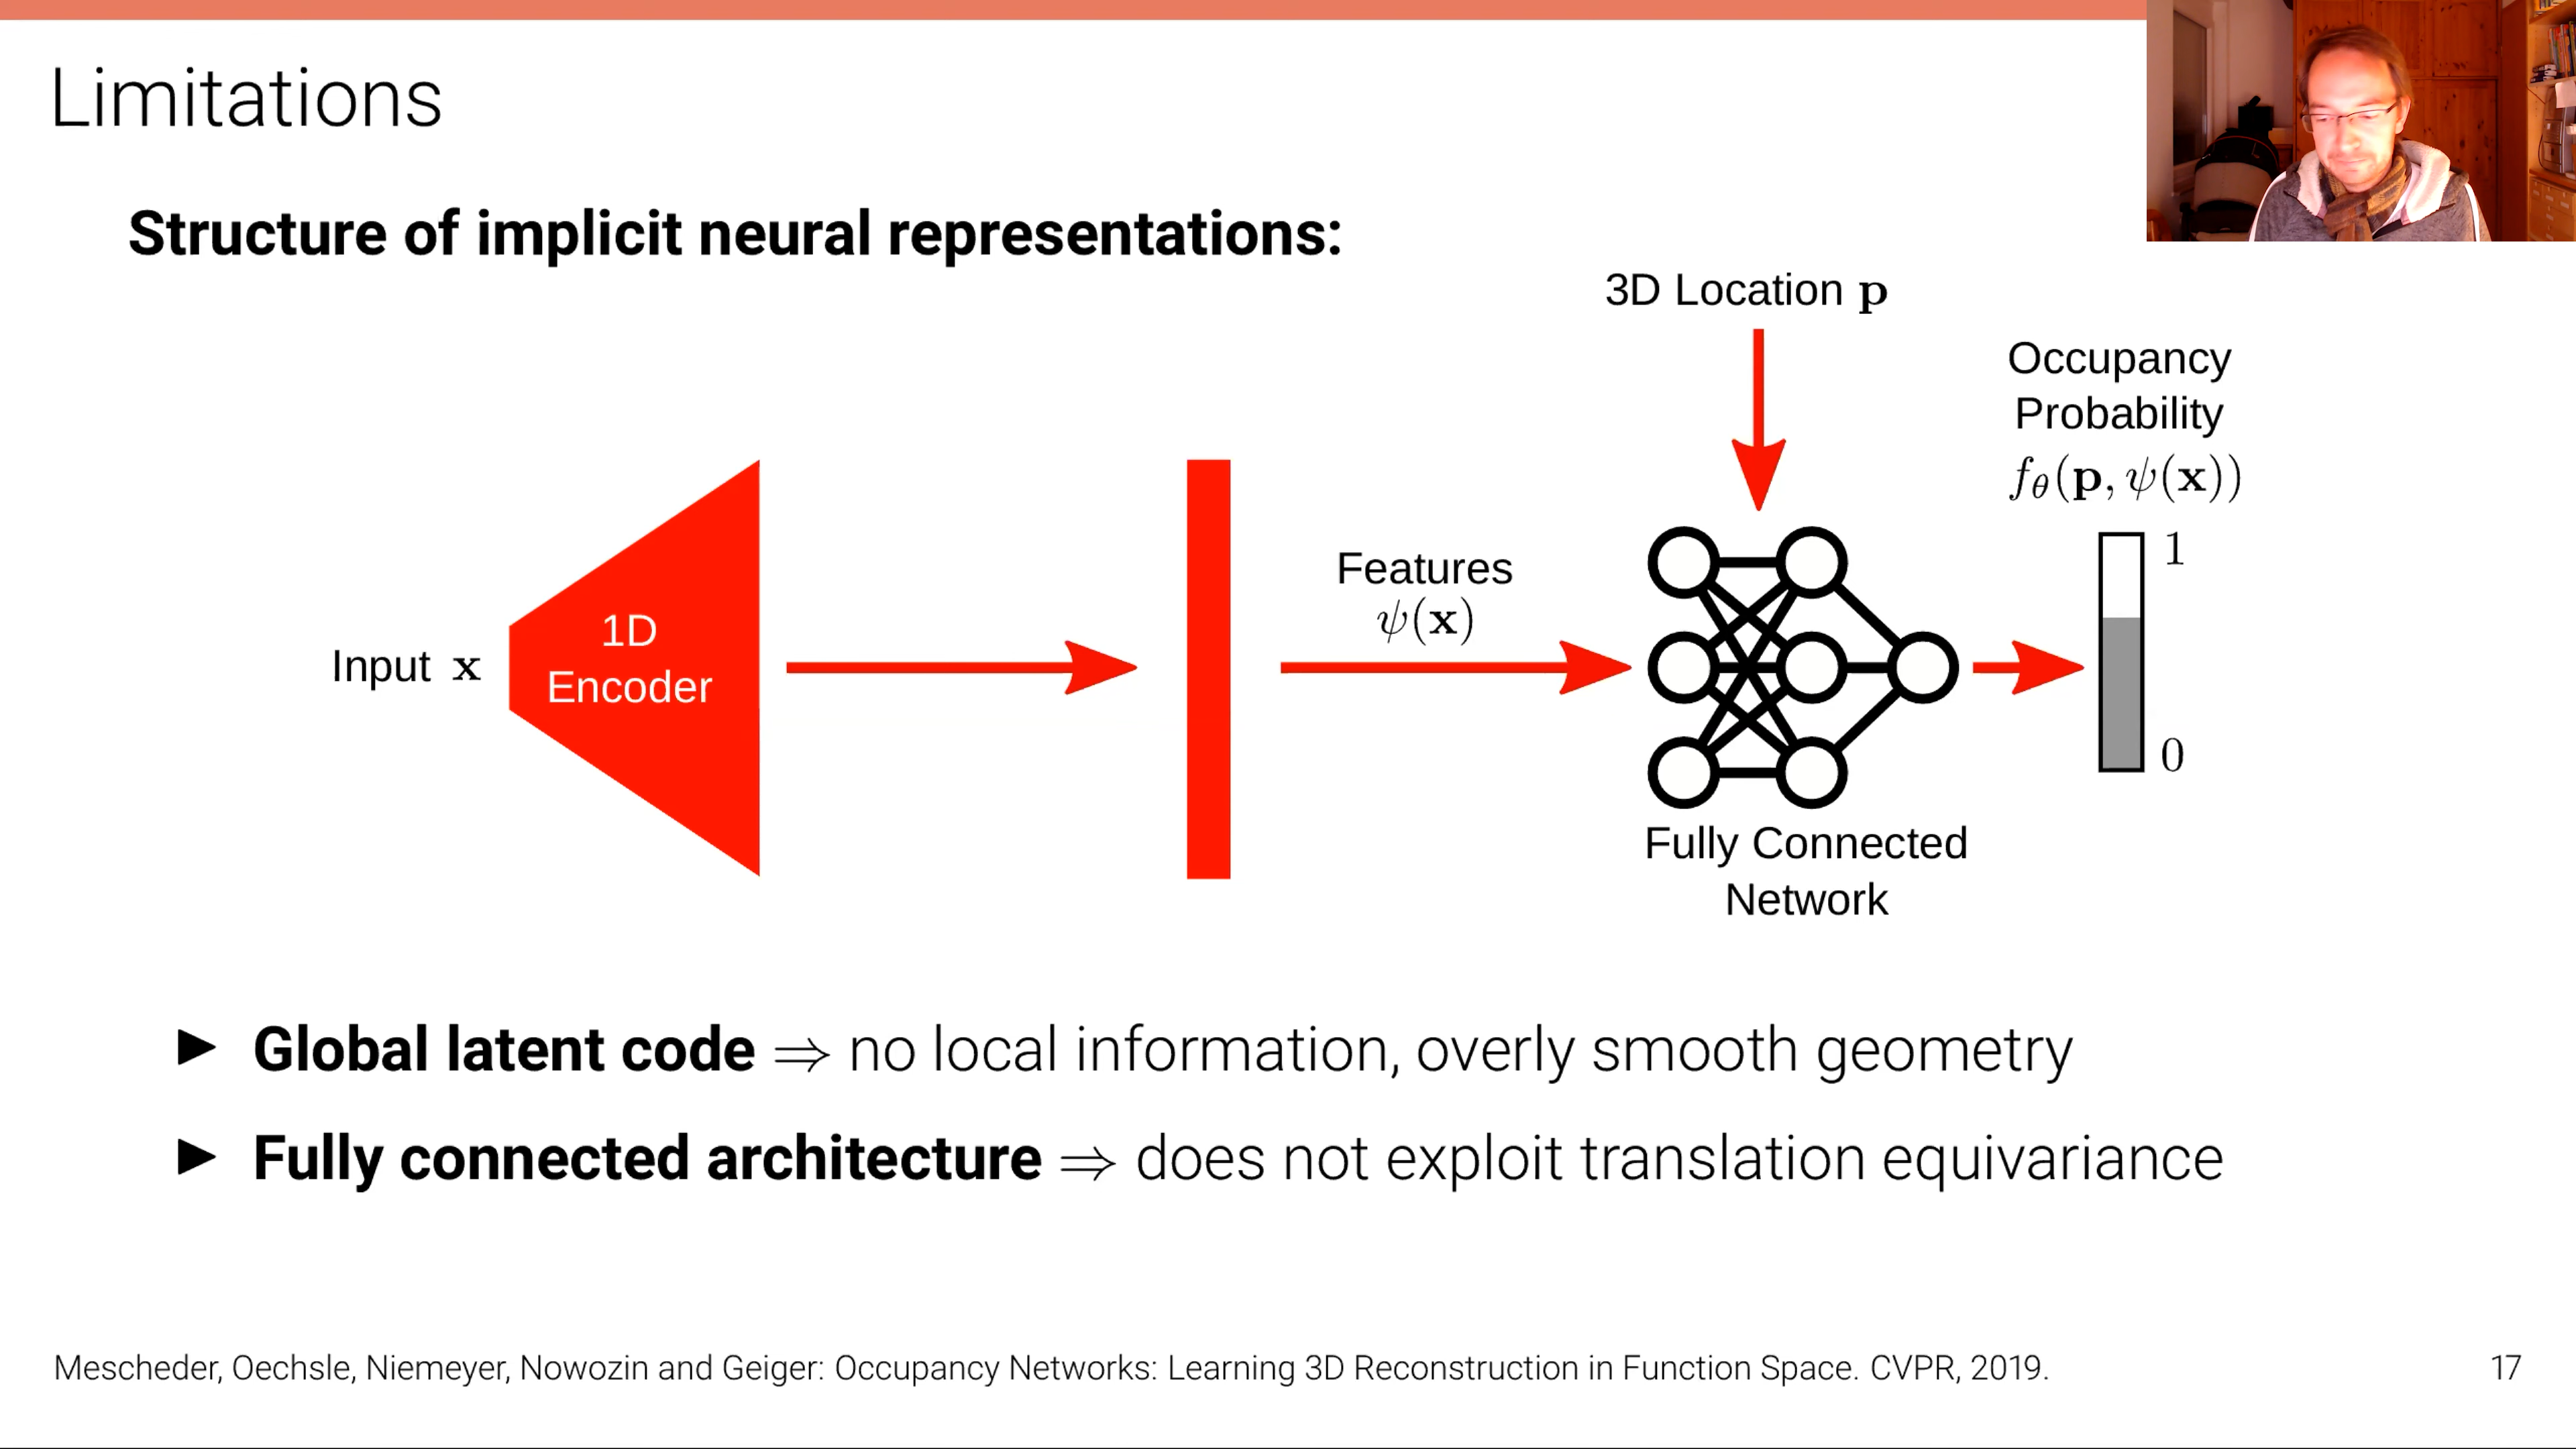 Limitations
Structure of implicit neural representations:
3D Location p
Occupancy
Probability
f_θ(p, ψ(x))
1
0
Features
ψ(x)
Input x
1D
Encoder
Fully Connected
Network
► Global latent code ⇒ no local information, overly smooth geometry
► Fully connected architecture ⇒ does not exploit translation equivariance
Mescheder, Oechsle, Niemeyer, Nowozin and Geiger: Occupancy Networks: Learning 3D Reconstruction in Function Space. CVPR, 2019.
17